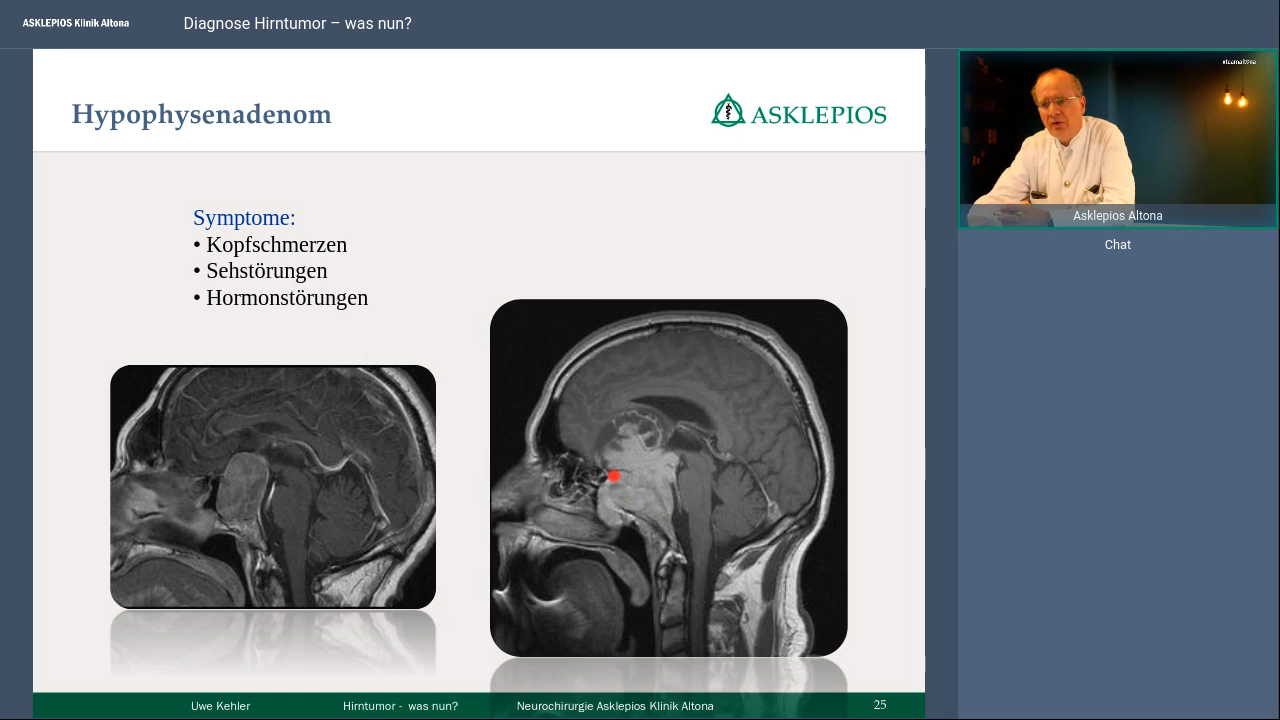 ASKLEPIOS Klinik Altona
Diagnose Hirntumor – was nun?
Hypophysenadenom
ASKLEPIOS
Symptome:
• Kopfschmerzen
• Sehstörungen
• Hormonstörungen
Uwe Kehler
Hirntumor - was nun?
Neurochirurgie Asklepios Klinik Altona
25
Asklepios Altona
Chat